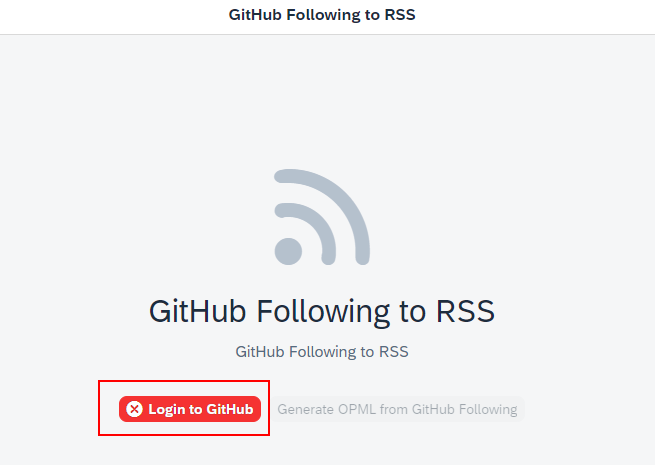 GitHub Following to RSS
GitHub Following to RSS
GitHub Following to RSS
Login to GitHub
Generate OPML from GitHub Following